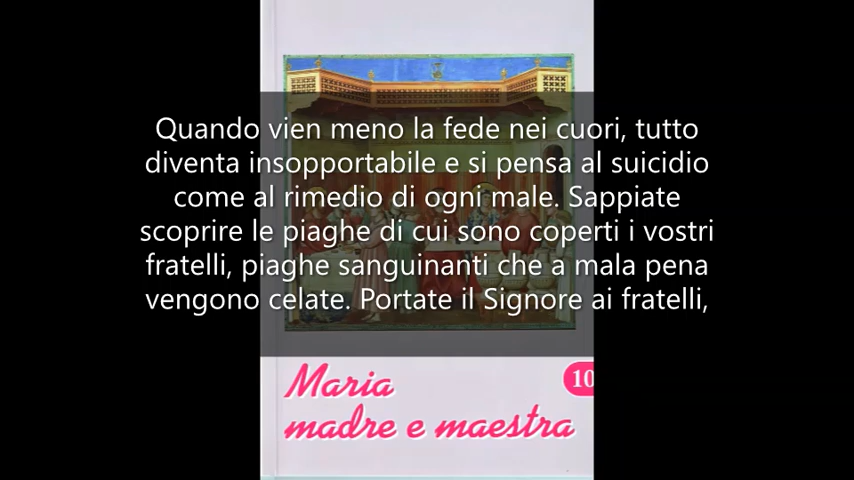 Quando vien meno la fede nei cuori, tutto
diventa insopportabile e si pensa al suicidio
come al rimedio di ogni male. Sappiate
scoprire le piaghe di cui sono coperti i vostri
fratelli, piaghe sanguinanti che a mala pena
vengono celate. Portate il Signore ai fratelli,
Maria
10
madre e maestra